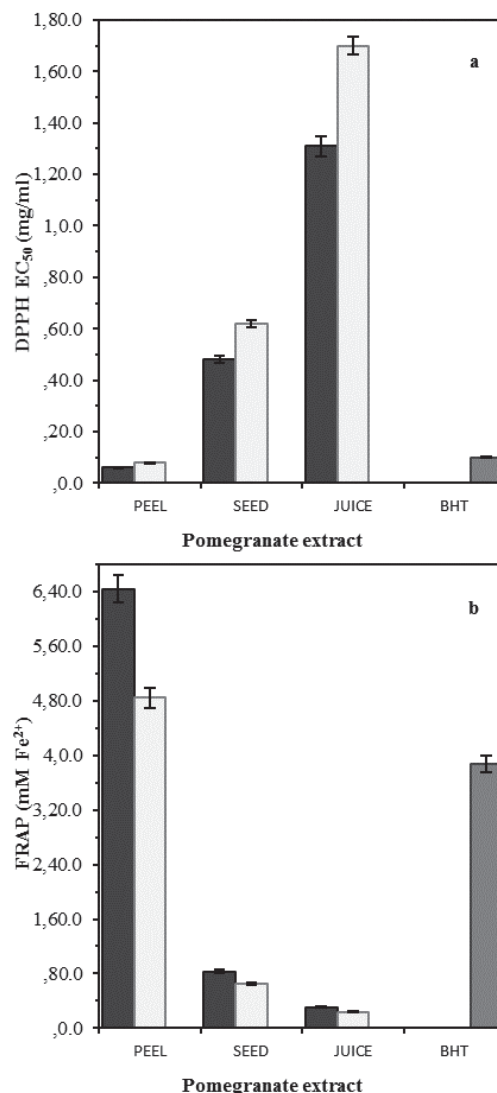 1,80.0
a
1,60.0
1,40.0
1,20.0
1,0.0
,80.0
,60.0
,40.0
,20.0
,0.0
DPPH EC₅₀ (mg/ml)
PEEL SEED JUICE BHT
Pomegranate extract
b
6,40.0
5,60.0
4,80.0
4,0.0
3,20.0
2,40.0
1,60.0
,80.0
,0.0
FRAP (mM Fe²⁺)
PEEL SEED JUICE BHT
Pomegranate extract